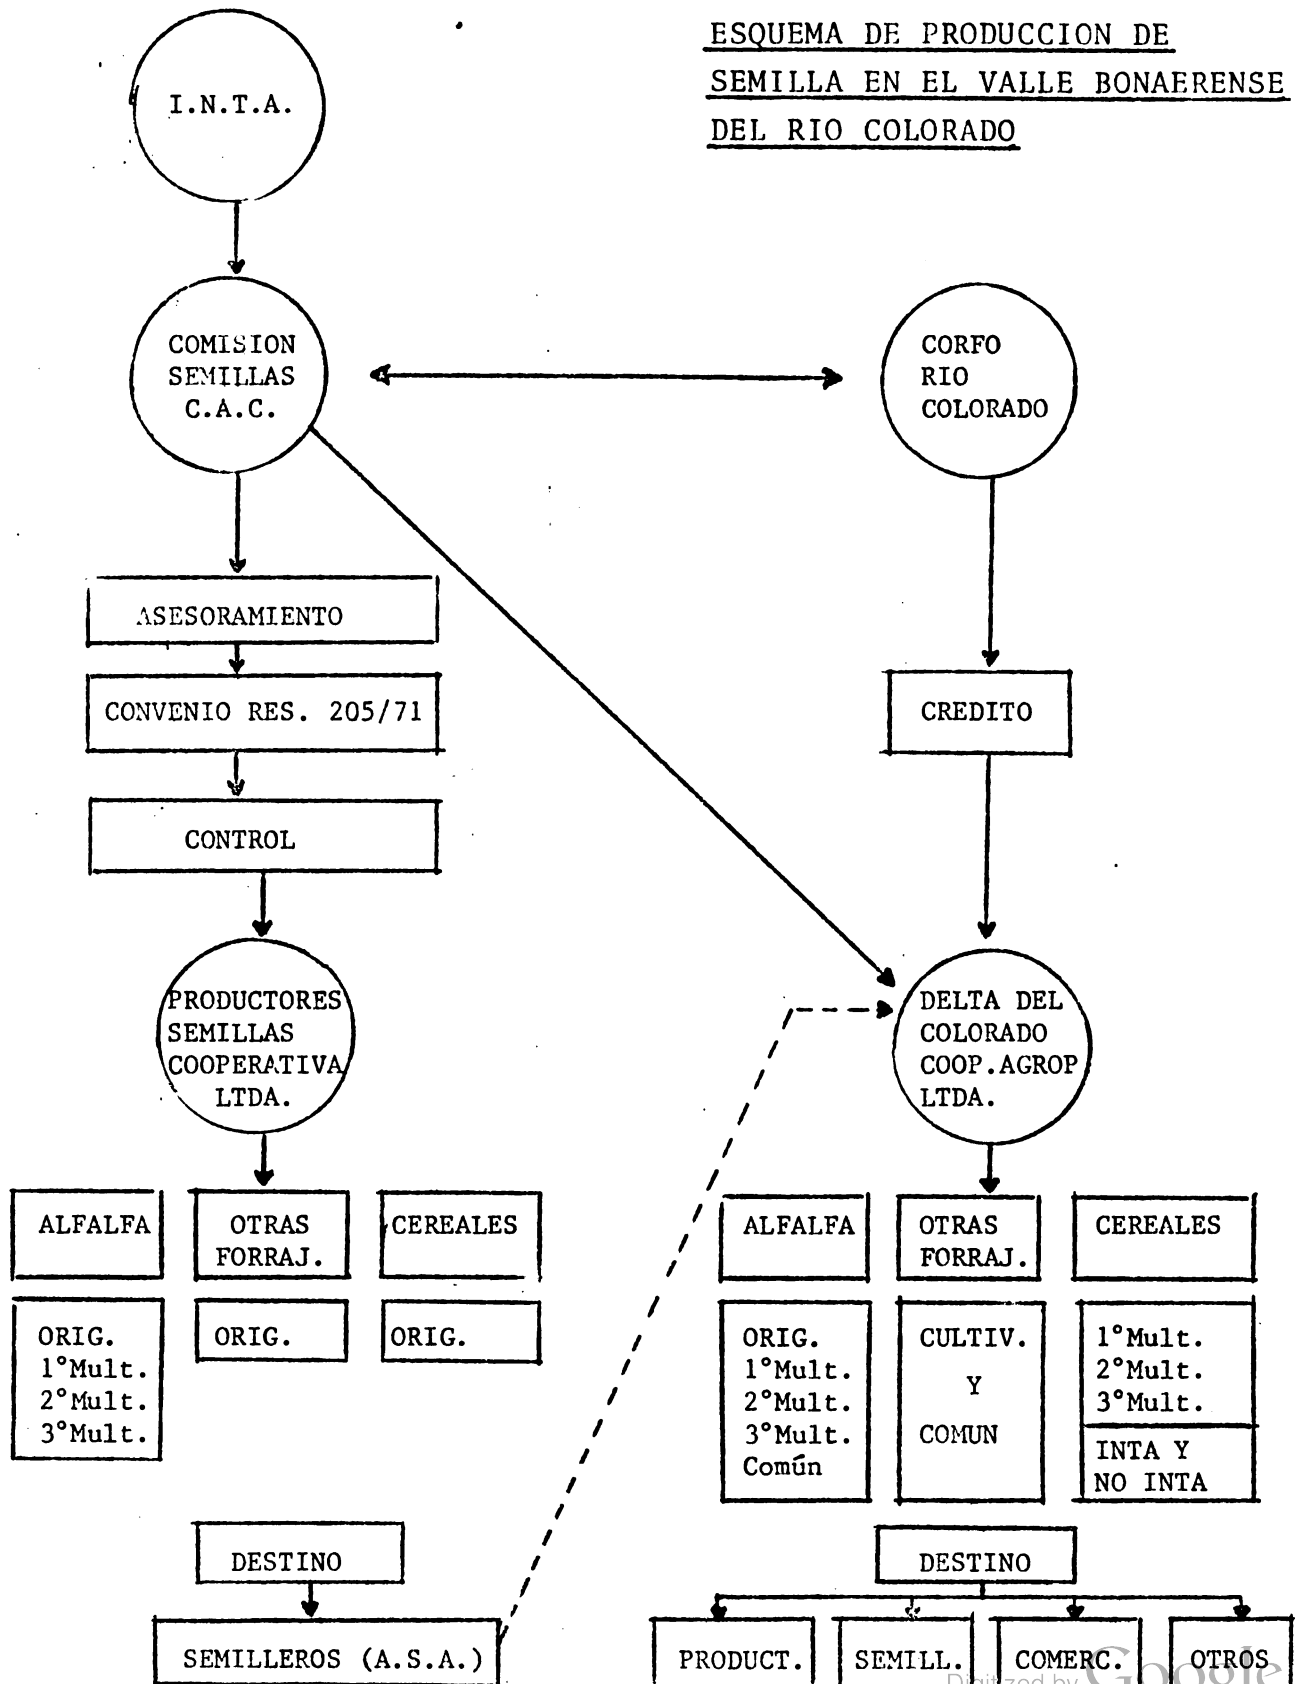 ESQUEMA DE PRODUCCION DE
SEMILLA EN EL VALLE BONAERENSE
DEL RIO COLORADO
I.N.T.A.
COMISION
SEMILLAS
C.A.C.
CORFO
RIO
COLORADO
ASESORAMIENTO
CONVENIO RES. 205/71
CREDITO
CONTROL
PRODUCTORES
SEMILLAS
COOPERATIVA
LTDA.
DELTA DEL
COLORADO
COOP.AGROP
LTDA.
ALFALFA
OTRAS
FORRAJ.
CEREALES
ORIG.
1°Mult.
2°Mult.
3°Mult.
ORIG.
ORIG.
ALFALFA
OTRAS
FORRAJ.
CEREALES
ORIG.
1°Mult.
2°Mult.
3°Mult.
Común
CULTIV.
Y
COMUN
1°Mult.
2°Mult.
3°Mult.
INTA Y
NO INTA
DESTINO
SEMILLEROS (A.S.A.)
DESTINO
PRODUCT.
SEMILL.
COMERC.
OTROS
Digitized by Google